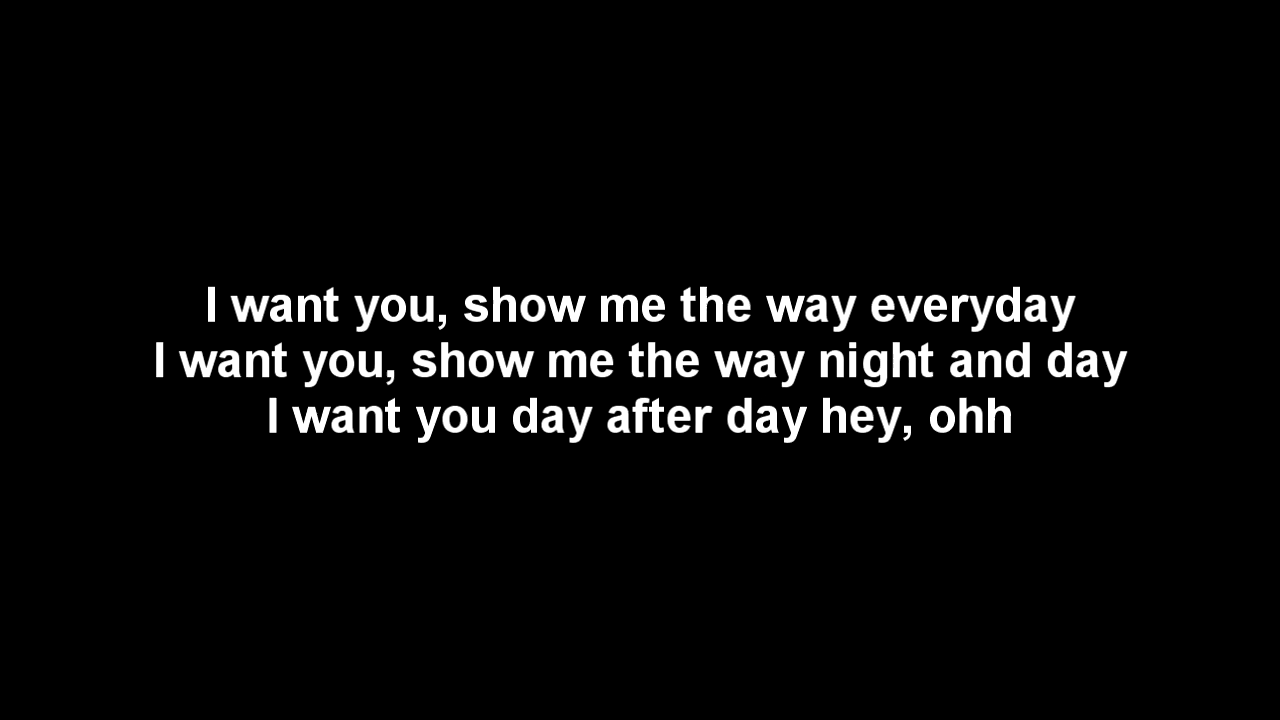 I want you, show me the way everyday
I want you, show me the way night and day
I want you day after day hey, ohh